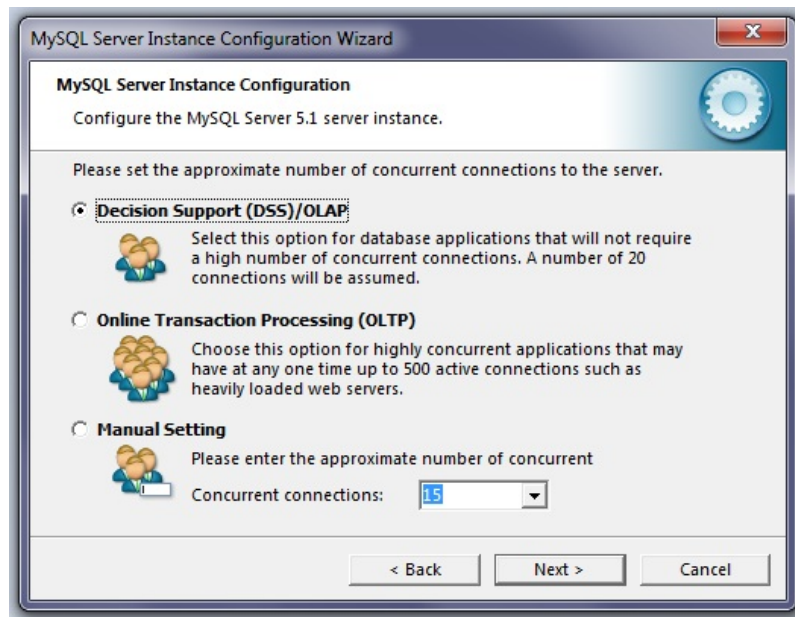 MySQL Server Instance Configuration Wizard
MySQL Server Instance Configuration
Configure the MySQL Server 5.1 server instance.
Please set the approximate number of concurrent connections to the server.
Decision Support (DSS)/OLAP
Select this option for database applications that will not require
a high number of concurrent connections. A number of 20
connections will be assumed.
Online Transaction Processing (OLTP)
Choose this option for highly concurrent applications that may
have at any one time up to 500 active connections such as
heavily loaded web servers.
Manual Setting
Please enter the approximate number of concurrent
Concurrent connections: 15
< Back Next > Cancel